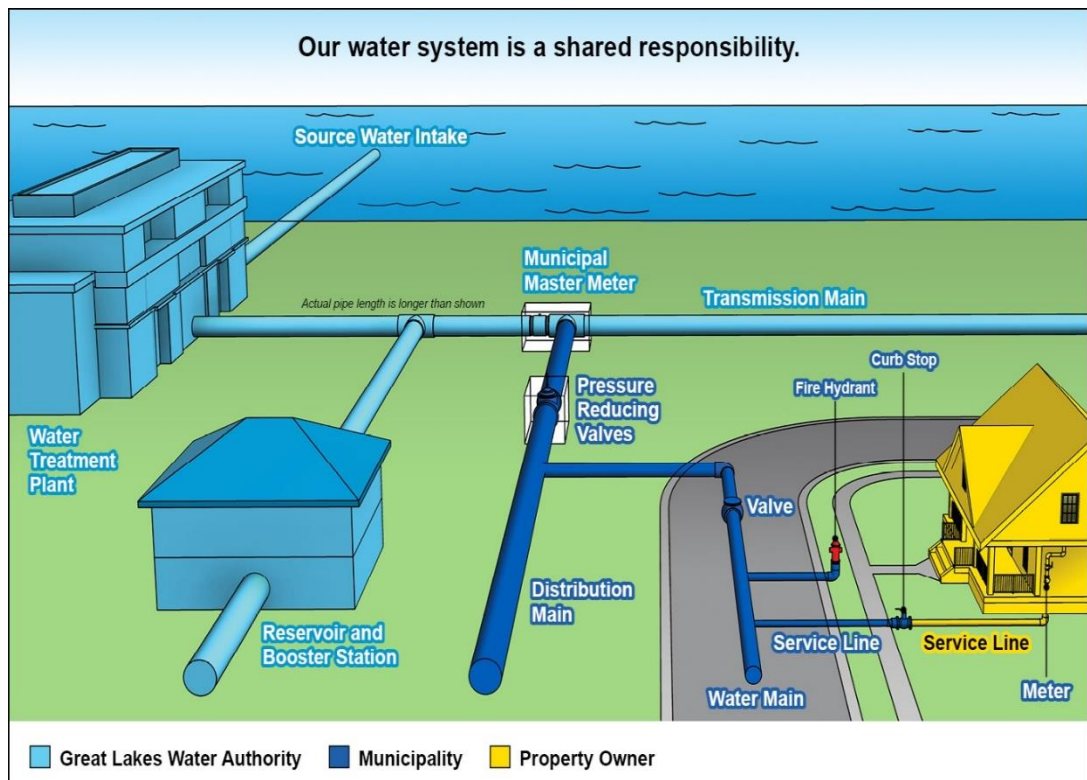 Our water system is a shared responsibility.
Source Water Intake
Municipal
Master Meter
Actual pipe length is longer than shown
Transmission Main
Curb Stop
Fire Hydrant
Pressure
Reducing
Valves
Water
Treatment
Plant
Valve
Distribution
Main
Reservoir and
Booster Station
Service Line
Service Line
Water Main
Meter
Great Lakes Water Authority
Municipality
Property Owner